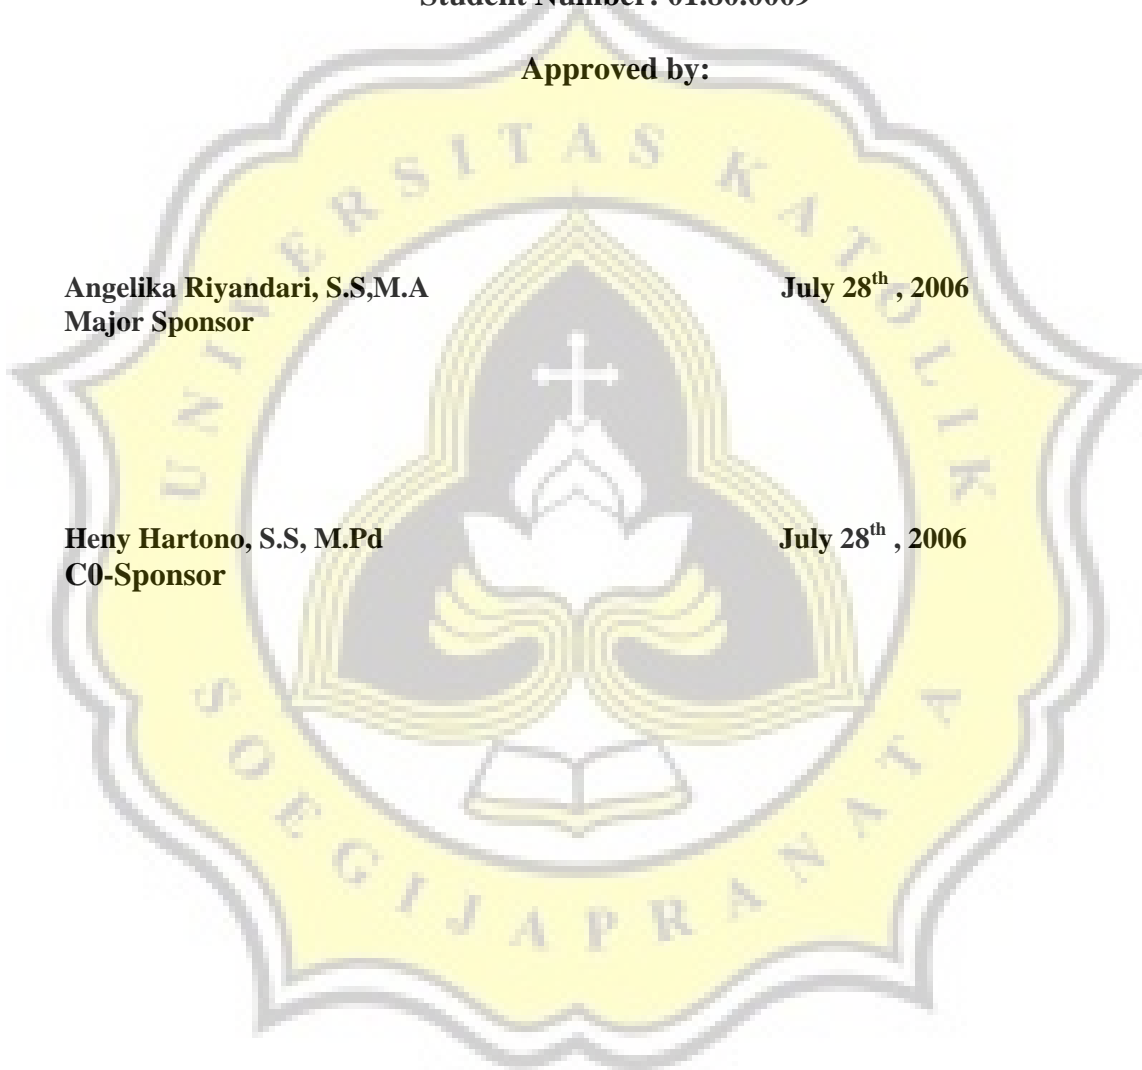 Student Number: 01.80.0009
Approved by:
UNIVERSITAS KATOLIK
Angelika Riyandari, S.S,M.A July 28th , 2006
Major Sponsor
Heny Hartono, S.S, M.Pd July 28th , 2006
C0-Sponsor
SOEGIJAPRANATA